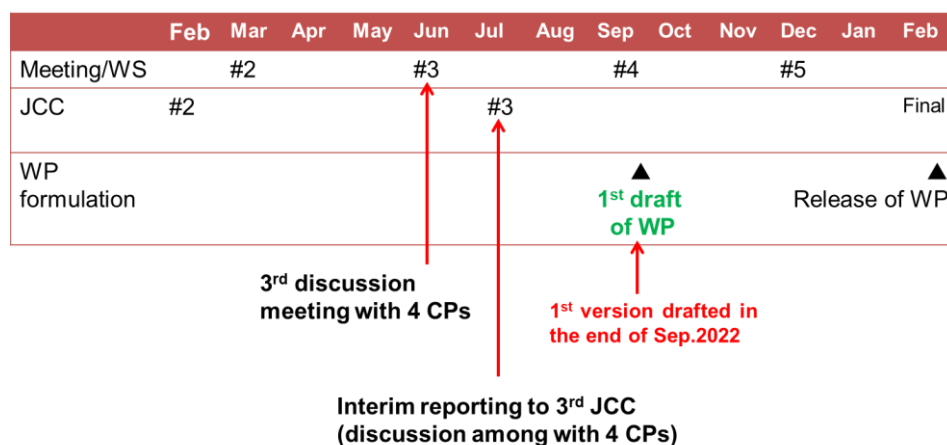 Feb Mar Apr May Jun Jul Aug Sep Oct Nov Dec Jan Feb
Meeting/WS #2 #3 #4 #5
JCC #2 #3 Final
WP
formulation
▲ ▲
1st draft
of WP
Release of WP
3rd discussion
meeting with 4 CPs
1st version drafted in
the end of Sep.2022
Interim reporting to 3rd JCC
(discussion among with 4 CPs)